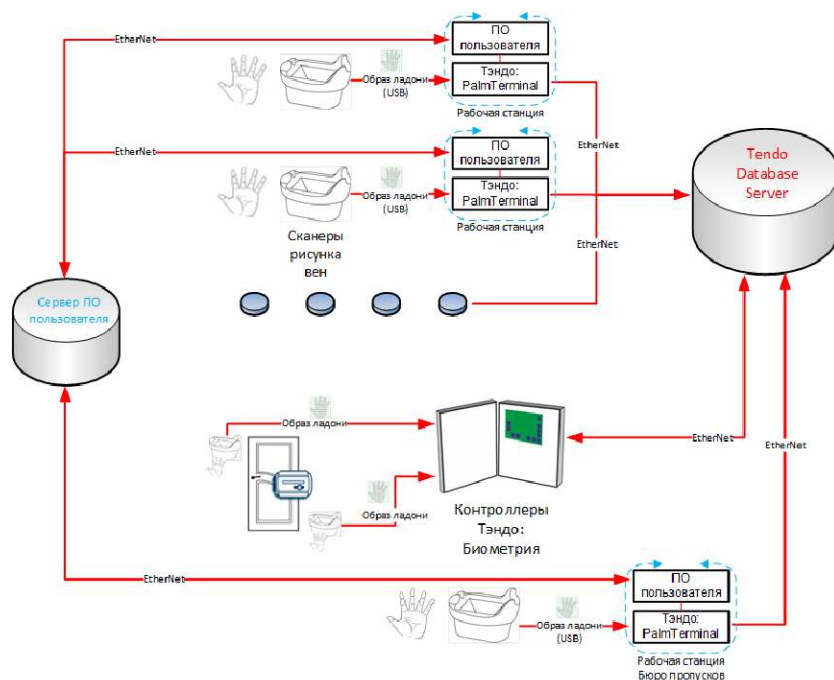 EtherNet
ПО
пользователя
Образ ладони
(USB)
Тэндо:
PalmTerminal
Рабочая станция
EtherNet
EtherNet
ПО
пользователя
Образ ладони
(USB)
Тэндо:
PalmTerminal
Рабочая станция
EtherNet
Tendo
Database
Server
Сканеры
рисунка
вен
Сервер ПО
пользователя
Образ ладони
EtherNet
EtherNet
Образ ладони
Контроллеры
Тэндо:
Биометрия
EtherNet
ПО
пользователя
Образ ладони
(USB)
Тэндо:
PalmTerminal
Рабочая станция
Бюро пропусков